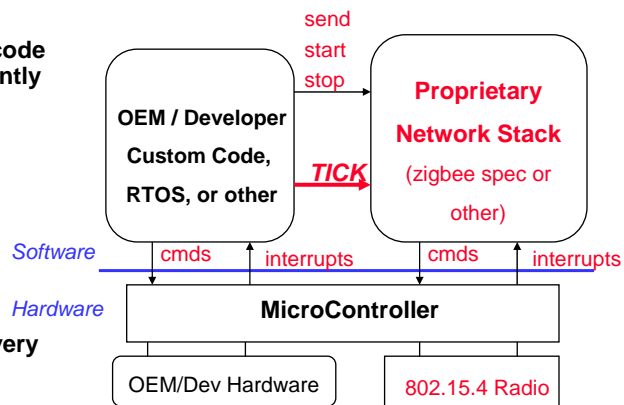 code
ntly
very
send
start
stop
OEM / Developer
Custom Code,
RTOS, or other
TICK
Proprietary
Network Stack
(zigbee spec or
other)
Software
cmds
interrupts
cmds
interrupts
Hardware
MicroController
OEM/Dev Hardware
802.15.4 Radio